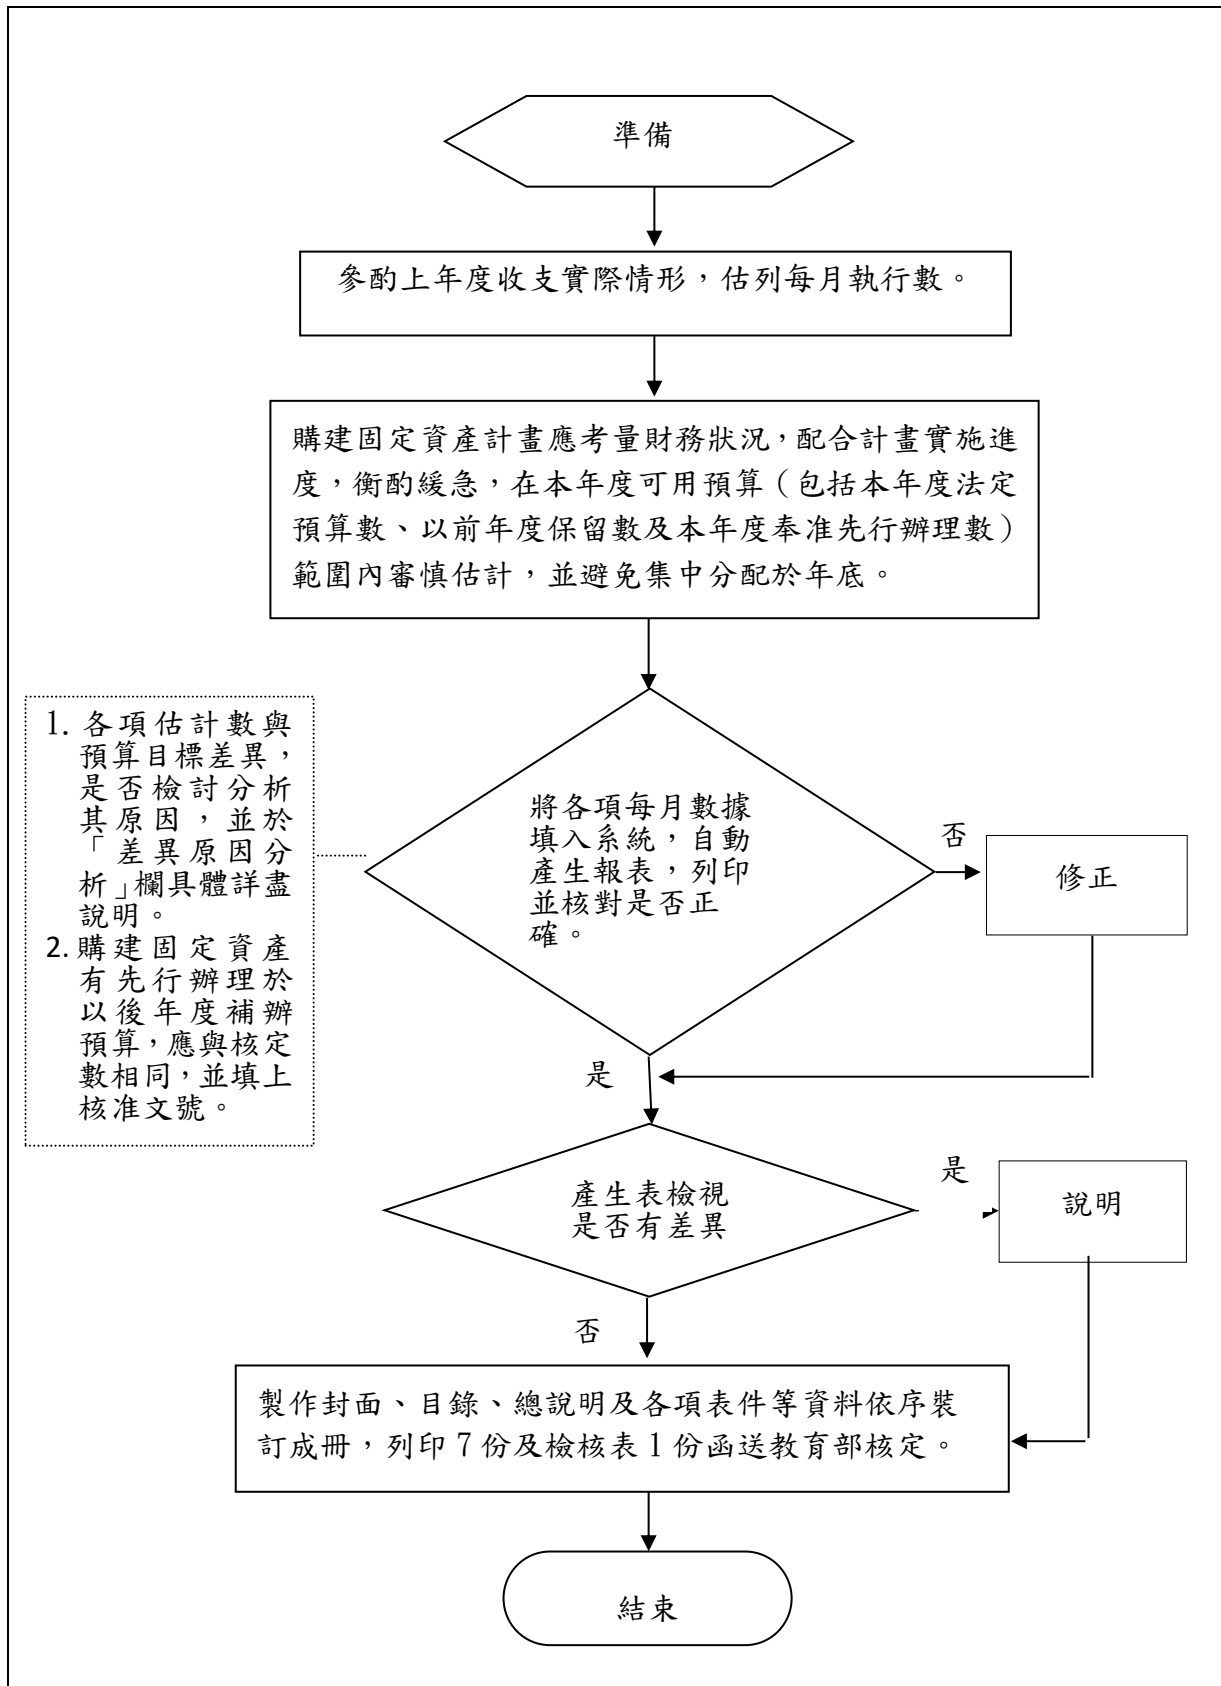 準備
參酌上年度收支實際情形，估列每月執行數。
購建固定資產計畫應考量財務狀況，配合計畫實施進
度，衡酌緩急，在本年度可用預算（包括本年度法定
預算數、以前年度保留數及本年度奉准先行辦理數）
範圍內審慎估計，並避免集中分配於年底。
1. 各項估計數與
預算目標差異，
是否檢討分析
其原因，並於
「差異原因分
析」欄具體詳盡
說明。
2. 購建固定資產
有先行辦理於
以後年度補辦
預算，應與核定
數相同，並填上
核准文號。
將各項每月數據
填入系統，自動
產生報表，列印
並核對是否正
確。
否
修正
是
產生表檢視
是否有差異
是
說明
否
製作封面、目錄、總說明及各項表件等資料依序裝
訂成冊，列印 7 份及檢核表 1 份函送教育部核定。
結束